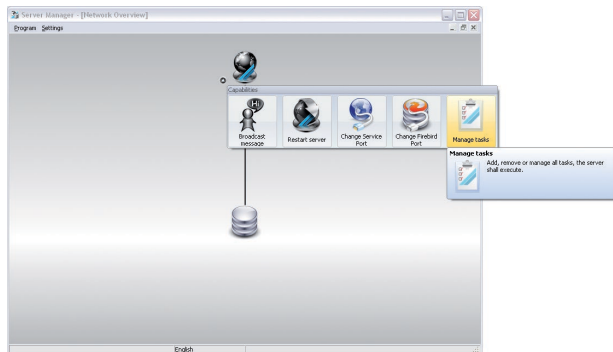 Server Manager - [Network Overview]
Program Settings
Capabilities
Hi
Broadcast message
Restart server
Change Service Port
Change Firebird Port
Manage tasks
Manage tasks
Add, remove or manage all tasks, the server
shall execute.
English